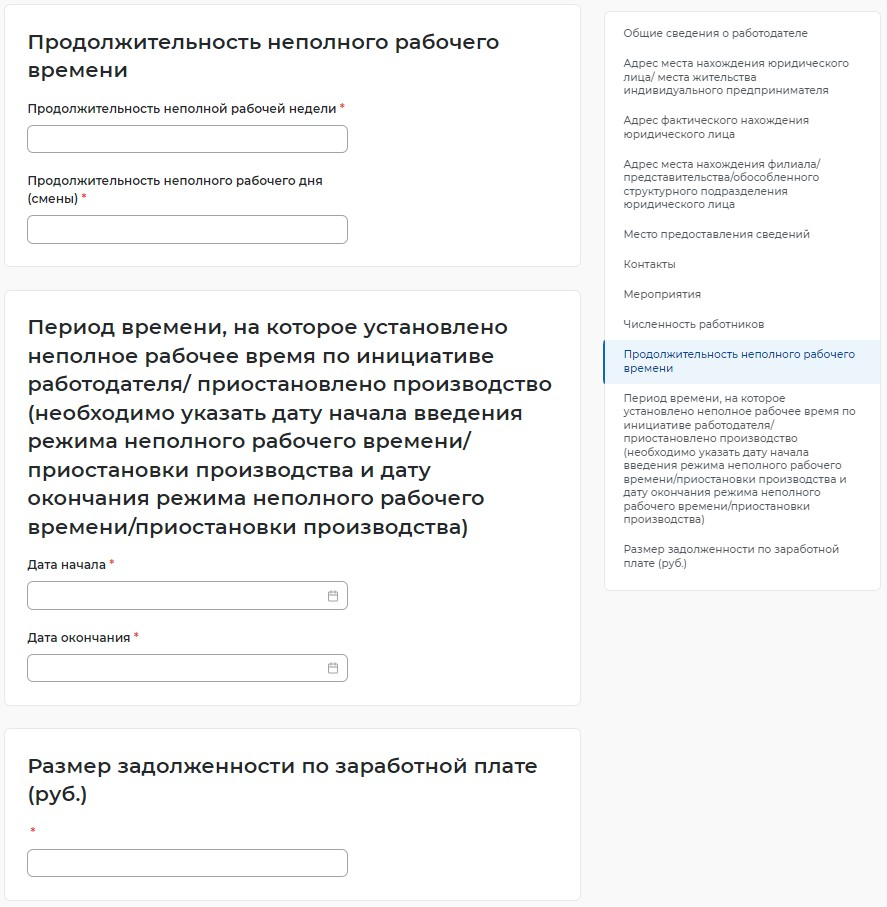 Продолжительность неполного рабочего
времени
Продолжительность неполной рабочей недели *
Продолжительность неполного рабочего дня
(смены) *
Период времени, на которое установлено
неполное рабочее время по инициативе
работодателя/ приостановлено производство
(необходимо указать дату начала введения
режима неполного рабочего времени/
приостановки производства и дату
окончания режима неполного рабочего
времени/приостановки производства)
Дата начала *
Дата окончания *
Размер задолженности по заработной плате
(руб.)
*
Общие сведения о работодателе
Адрес места нахождения юридического
лица/ места жительства
индивидуального предпринимателя
Адрес фактического нахождения
юридического лица
Адрес места нахождения филиала/
представительства/обособленного
структурного подразделения
юридического лица
Место предоставления сведений
Контакты
Мероприятия
Численность работников
Продолжительность неполного рабочего
времени
Период времени, на которое
установлено неполное рабочее время по
инициативе работодателя/
приостановлено производство
(необходимо указать дату начала
введения режима неполного рабочего
времени/приостановки производства и
дату окончания режима неполного
рабочего времени/приостановки
производства)
Размер задолженности по заработной
плате (руб.)